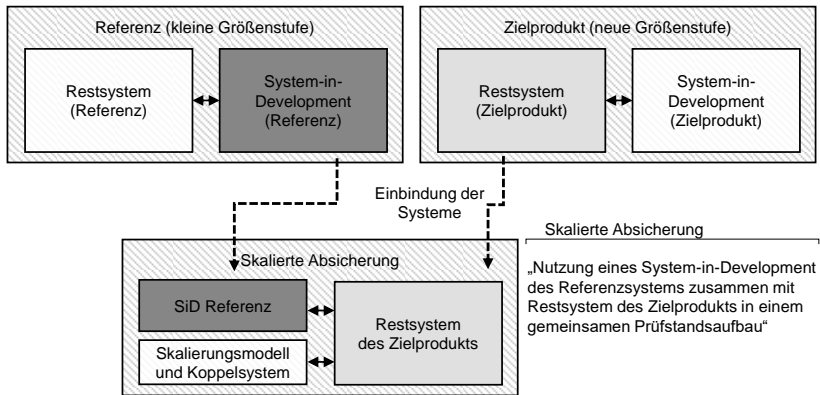 Referenz (kleine Größenstufe)
Restsystem
(Referenz)
System-in-
Development
(Referenz)
Zielprodukt (neue Größenstufe)
Restsystem
(Zielprodukt)
System-in-
Development
(Zielprodukt)
Einbindung der
Systeme
Skalierte Absicherung
SiD Referenz
Skalierungsmodell
und Koppelsystem
Restsystem
des Zielprodukts
Skalierte Absicherung
„Nutzung eines System-in-Development
des Referenzsystems zusammen mit
Restsystem des Zielprodukts in einem
gemeinsamen Prüfstandsaufbau“